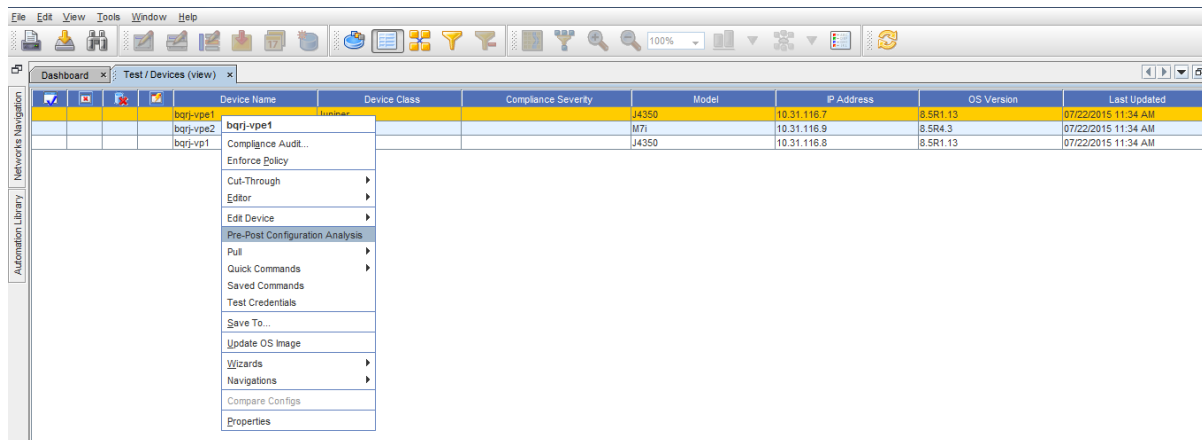 File Edit View Tools Window Help
17 100%
Dashboard × Test / Devices (view) ×
Device Name Device Class Compliance Severity Model IP Address OS Version Last Updated
bqrj-vpe1 Juniper J4350 10.31.116.7 8.5R1.13 07/22/2015 11:34 AM
bqrj-vpe2 M7i 10.31.116.9 8.5R4.3 07/22/2015 11:34 AM
bqrj-vp1 J4350 10.31.116.8 8.5R1.13 07/22/2015 11:34 AM
bqrj-vpe1
Compliance Audit...
Enforce Policy
Cut-Through
Editor
Edit Device
Pre-Post Configuration Analysis
Pull
Quick Commands
Saved Commands
Test Credentials
Save To...
Update OS Image
Wizards
Navigations
Compare Configs
Properties
Networks Navigation
Automation Library